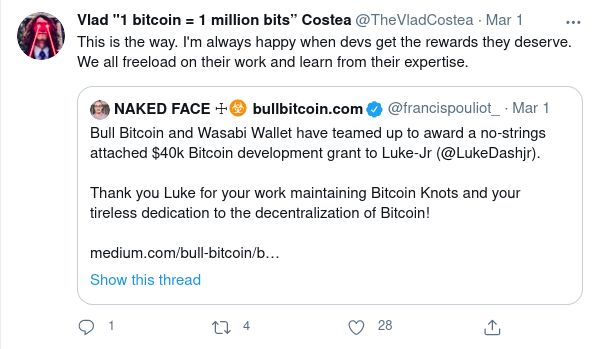 Vlad "1 bitcoin = 1 million bits” Costea @TheVladCostea · Mar 1
This is the way. I'm always happy when devs get the rewards they deserve.
We all freeload on their work and learn from their expertise.
NAKED FACE ☩☣ bullbitcoin.com @francispouliot_ · Mar 1
Bull Bitcoin and Wasabi Wallet have teamed up to award a no-strings
attached $40k Bitcoin development grant to Luke-Jr (@LukeDashjr).
Thank you Luke for your work maintaining Bitcoin Knots and your
tireless dedication to the decentralization of Bitcoin!
medium.com/bull-bitcoin/b…
Show this thread
1 4 28